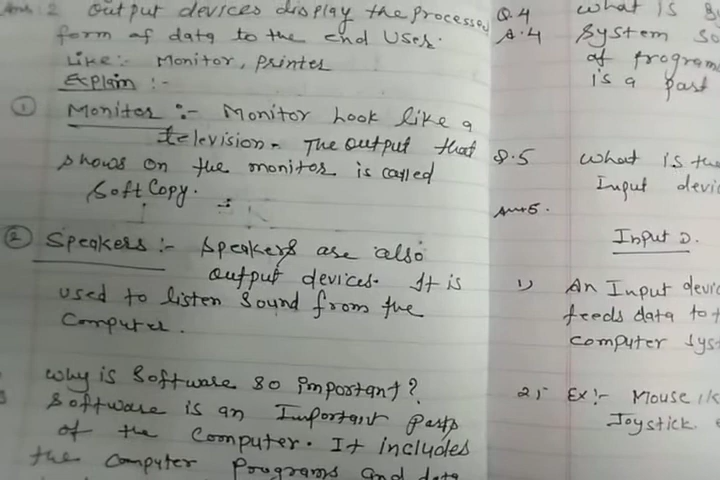 Ans:2 Output devices display the processed
form of data to the end user.
Like:- Monitor, printer
Explain :-
① Monitor :- Monitor look like a
television. The output that
shows on the monitor is called
Soft Copy.
② Speakers :- Speakers are also
output devices. It is
used to listen sound from the
Computer.
Why is Software so important?
Software is an Important parts
of the Computer. It includes
the Computer Programs and data
Q.4 What is
A.4 System so
of program
is a part
Q.5 What is the
Input devic
Ans5.
Input D.
1) An Input devic
feeds data to t
Computer Syst
2) Ex:- Mouse
Joystick.